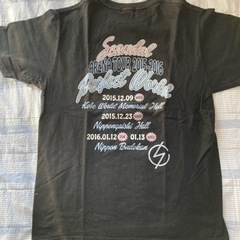 Scandal
ARENA TOUR 2015-2016
Perfect World
2015.12.09
Kobe World Memorial Hall
2015.12.23
Nippongaishi Hall
2016.01.12 01.13
Nippon Budokan